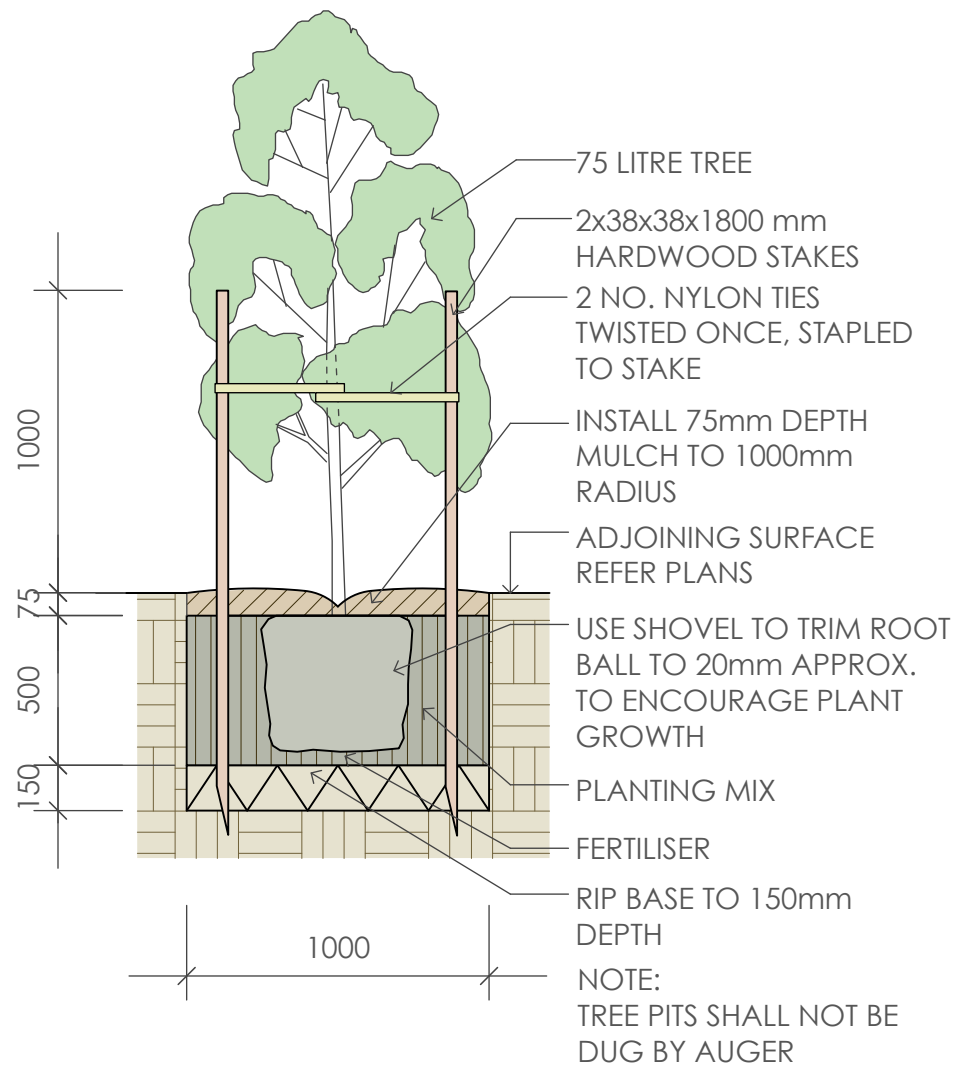 75 LITRE TREE
2x38x38x1800 mm
HARDWOOD STAKES
2 NO. NYLON TIES
TWISTED ONCE, STAPLED
TO STAKE
INSTALL 75mm DEPTH
MULCH TO 1000mm
RADIUS
ADJOINING SURFACE
REFER PLANS
USE SHOVEL TO TRIM ROOT
BALL TO 20mm APPROX.
TO ENCOURAGE PLANT
GROWTH
PLANTING MIX
FERTILISER
RIP BASE TO 150mm
DEPTH
NOTE:
TREE PITS SHALL NOT BE
DUG BY AUGER
1000
75
500
150
1000